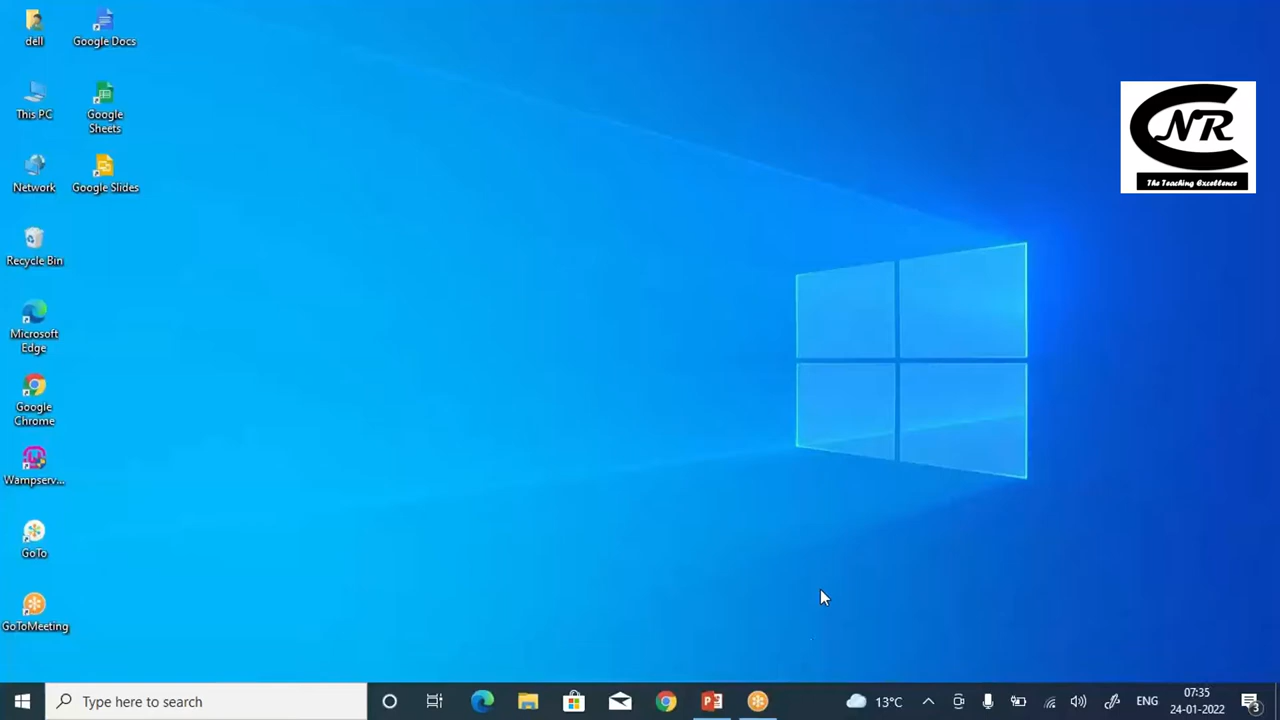 dell
Google Docs
This PC
Google
Sheets
Network
Google Slides
Recycle Bin
Microsoft
Edge
Google
Chrome
Wampserv...
GoTo
GoToMeeting
CNR
The Teaching Excellence
Type here to search
13°C
ENG
07:35
24-01-2022
3